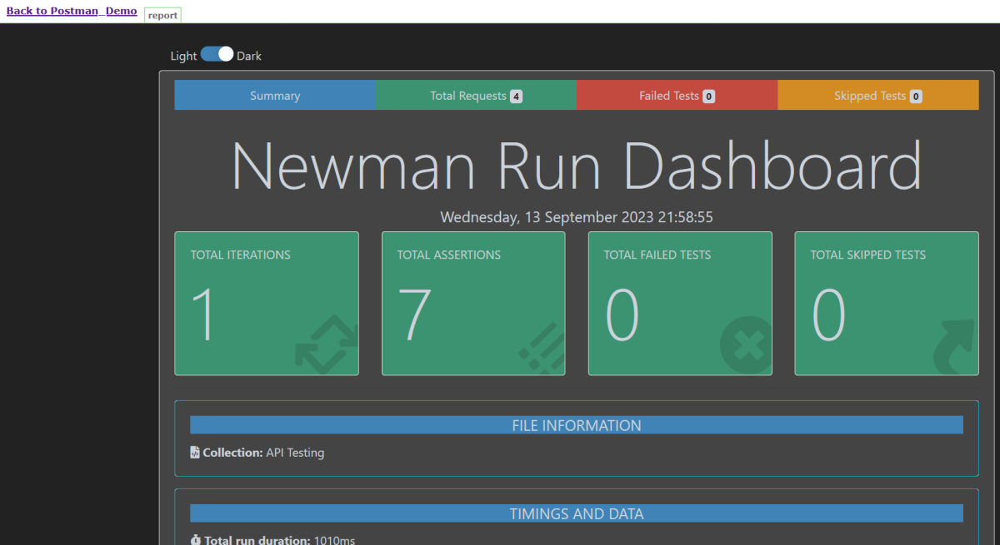 Back to Postman_Demo report
Light Dark
Summary Total Requests 4 Failed Tests 0 Skipped Tests 0
Newman Run Dashboard
Wednesday, 13 September 2023 21:58:55
TOTAL ITERATIONS TOTAL ASSERTIONS TOTAL FAILED TESTS TOTAL SKIPPED TESTS
1 7 0 0
FILE INFORMATION
Collection: API Testing
TIMINGS AND DATA
Total run duration: 1010ms